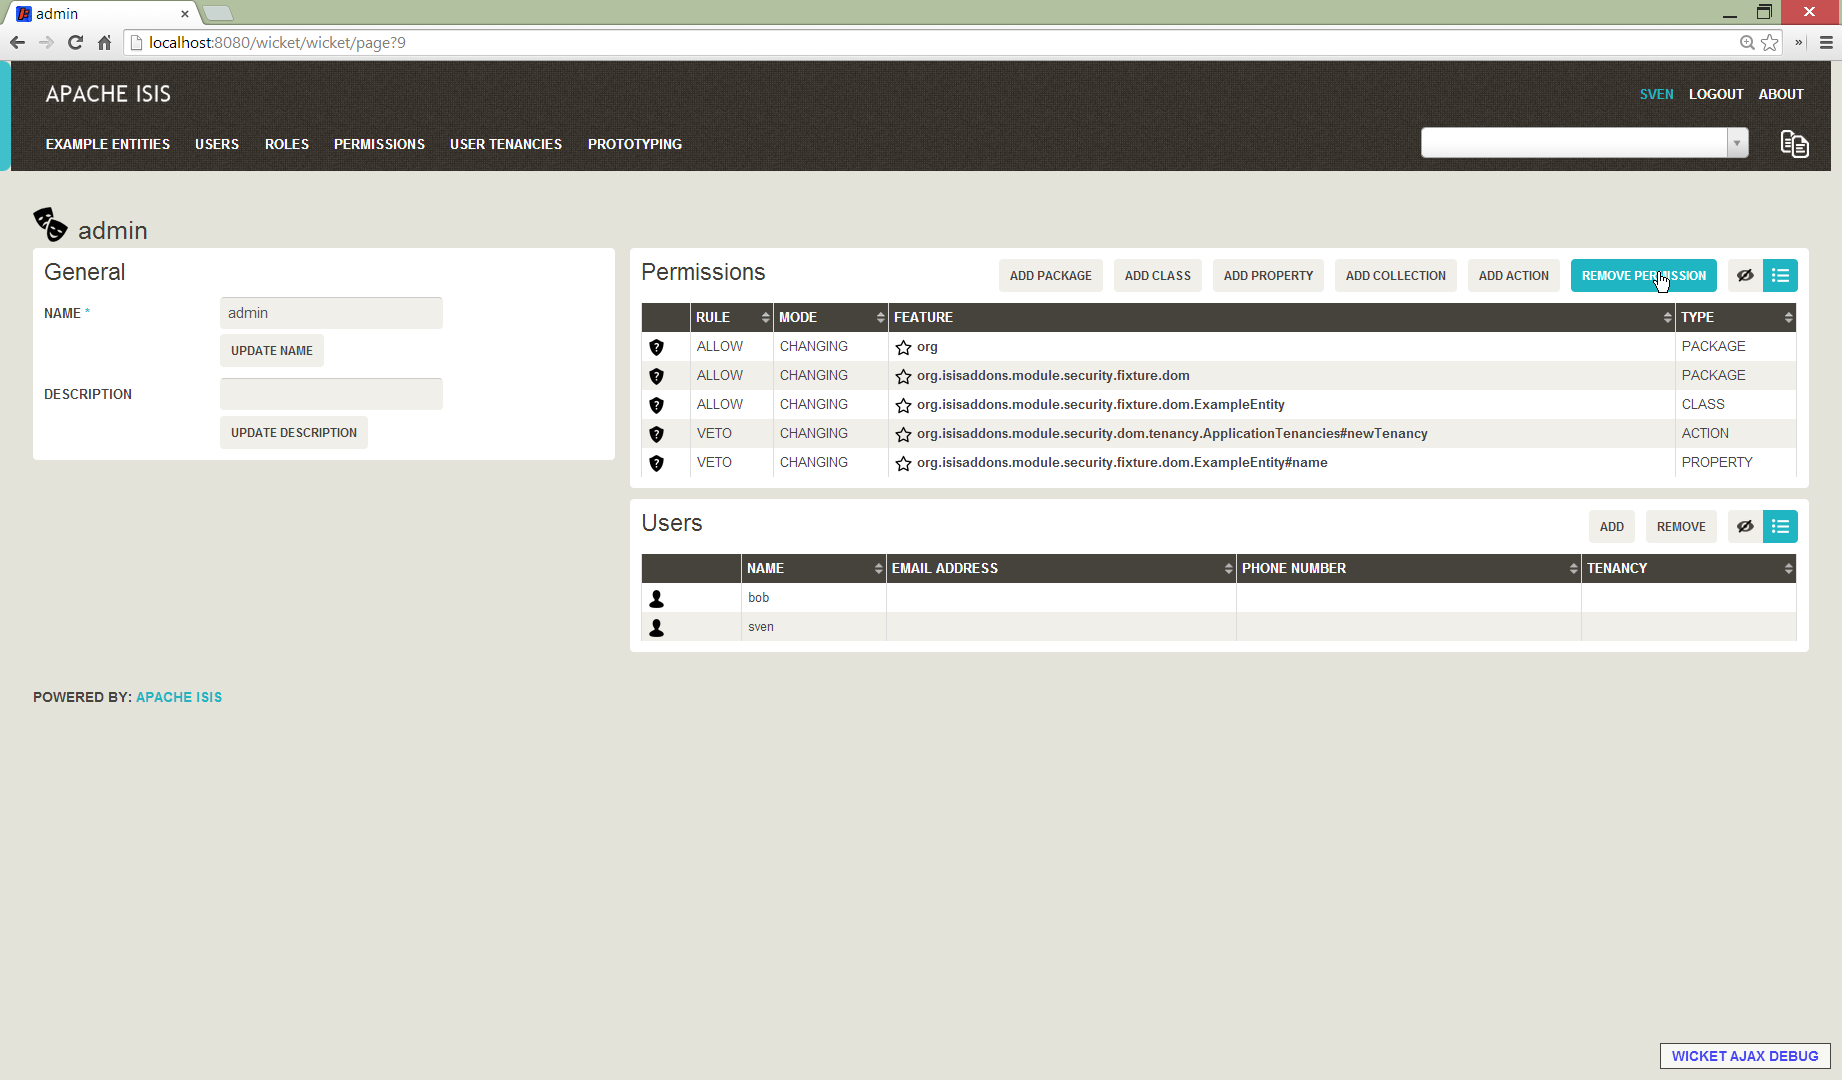 admin
localhost:8080/wicket/wicket/page?9
APACHE ISIS
SVEN LOGOUT ABOUT
EXAMPLE ENTITIES USERS ROLES PERMISSIONS USER TENANCIES PROTOTYPING
admin
General
NAME *
admin
UPDATE NAME
DESCRIPTION
UPDATE DESCRIPTION
Permissions
ADD PACKAGE ADD CLASS ADD PROPERTY ADD COLLECTION ADD ACTION REMOVE PERMISSION
RULE MODE FEATURE TYPE
ALLOW CHANGING org PACKAGE
ALLOW CHANGING org.isisaddons.module.security.fixture.dom PACKAGE
ALLOW CHANGING org.isisaddons.module.security.fixture.dom.ExampleEntity CLASS
VETO CHANGING org.isisaddons.module.security.dom.tenancy.ApplicationTenancies#newTenancy ACTION
VETO CHANGING org.isisaddons.module.security.fixture.dom.ExampleEntity#name PROPERTY
Users
ADD REMOVE
NAME EMAIL ADDRESS PHONE NUMBER TENANCY
bob
sven
POWERED BY: APACHE ISIS
WICKET AJAX DEBUG